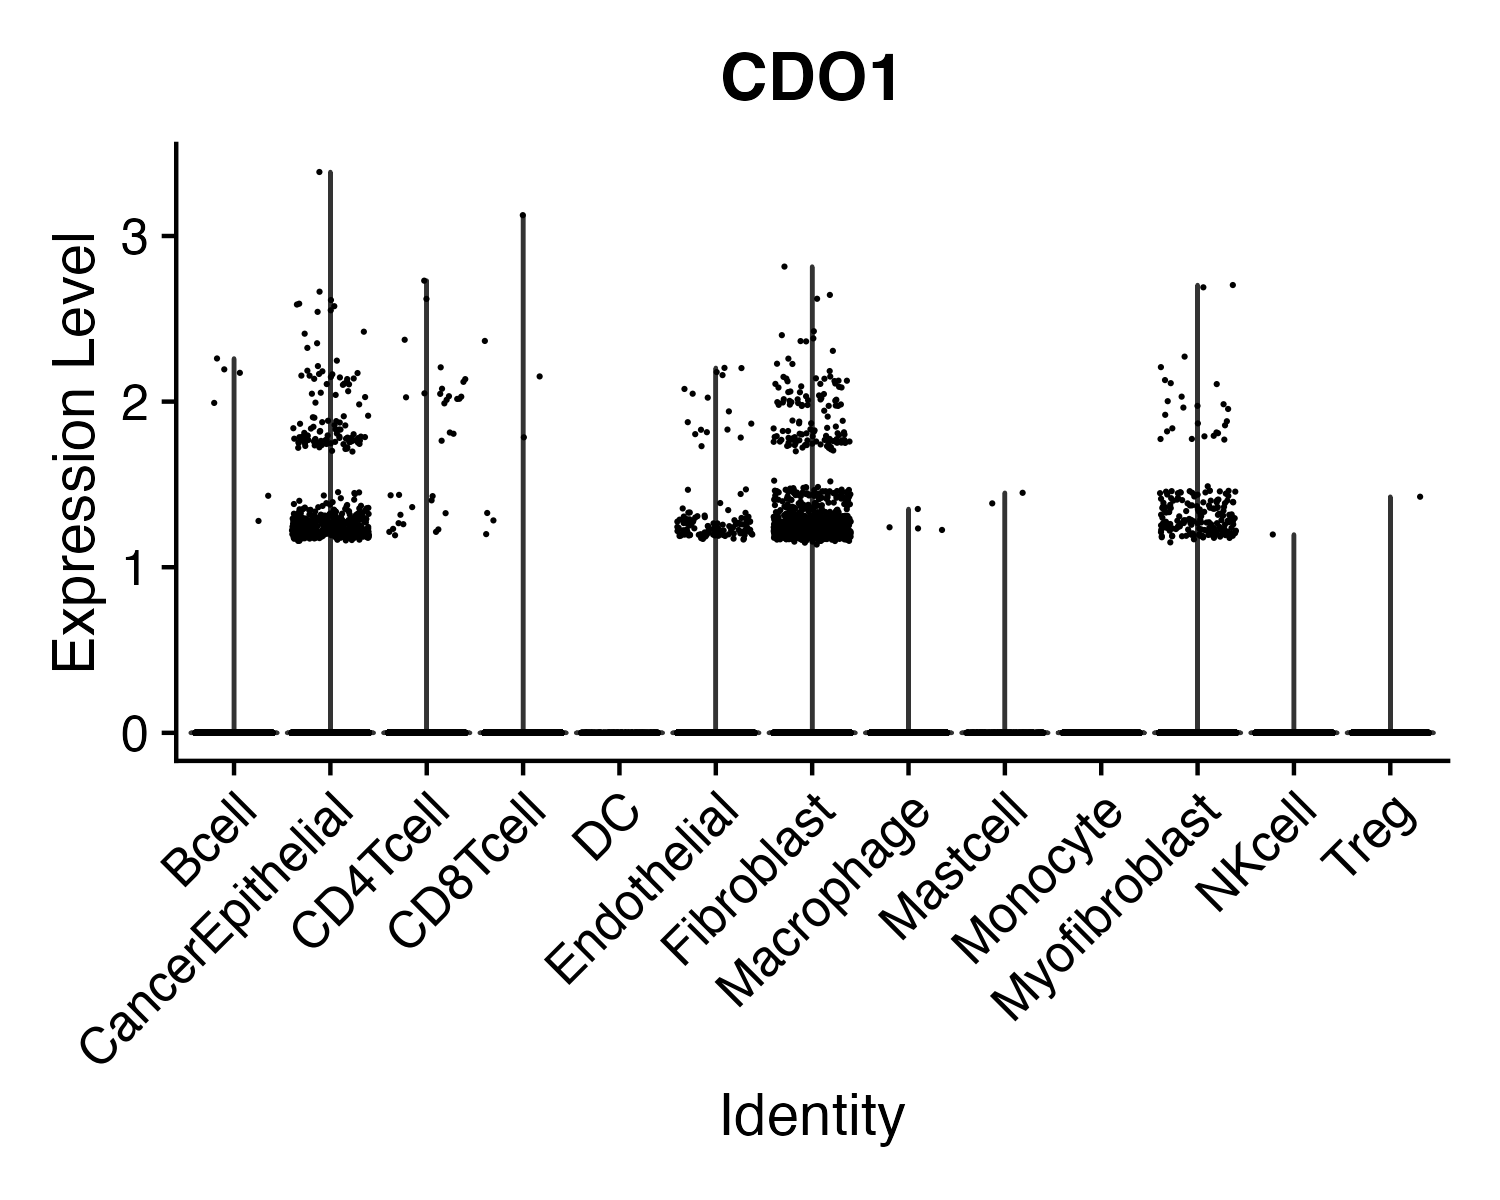 CDO1
Expression Level
3
2
1
0
Bcell
CancerEpithelial
CD4Tcell
CD8Tcell
DC
Endothelial
Fibroblast
Macrophage
Mastcell
Monocyte
Myofibroblast
NKcell
Treg
Identity